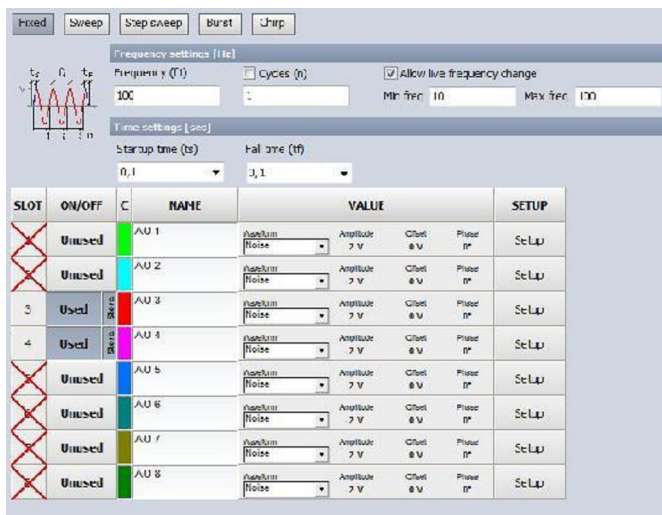 Fixed Sweep Step sweep Burst Chirp
Frequency settings [Hz]
Frequency (f1) Cycles (n) Allow live frequency change
100 Min freq 10 Max freq 100
Time settings [sec]
Startup time (ts) Fall time (tf)
0,1 0,1
SLOT ON/OFF C NAME VALUE SETUP
Unused AO 1 Waveform Noise Amplitude 2 V Offset 0 V Phase 0° Setup
Unused AO 2 Waveform Noise Amplitude 2 V Offset 0 V Phase 0° Setup
3 Used Store AO 3 Waveform Noise Amplitude 2 V Offset 0 V Phase 0° Setup
4 Used Store AO 4 Waveform Noise Amplitude 2 V Offset 0 V Phase 0° Setup
Unused AO 5 Waveform Noise Amplitude 2 V Offset 0 V Phase 0° Setup
Unused AO 6 Waveform Noise Amplitude 2 V Offset 0 V Phase 0° Setup
Unused AO 7 Waveform Noise Amplitude 2 V Offset 0 V Phase 0° Setup
Unused AO 8 Waveform Noise Amplitude 2 V Offset 0 V Phase 0° Setup